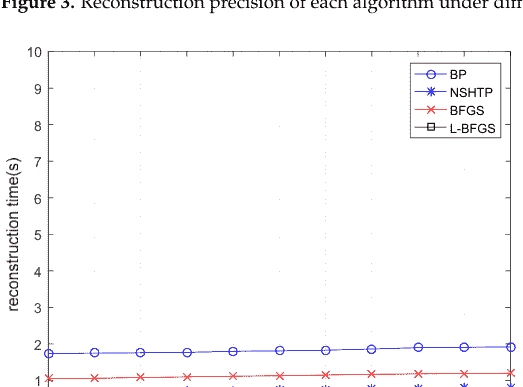 Figure 3. Reconstruction precision of each algorithm under diff
10
BP
NSHTP
9
BFGS
L-BFGS
8
7
6
5
4
3
2
1
reconstruction time(s)